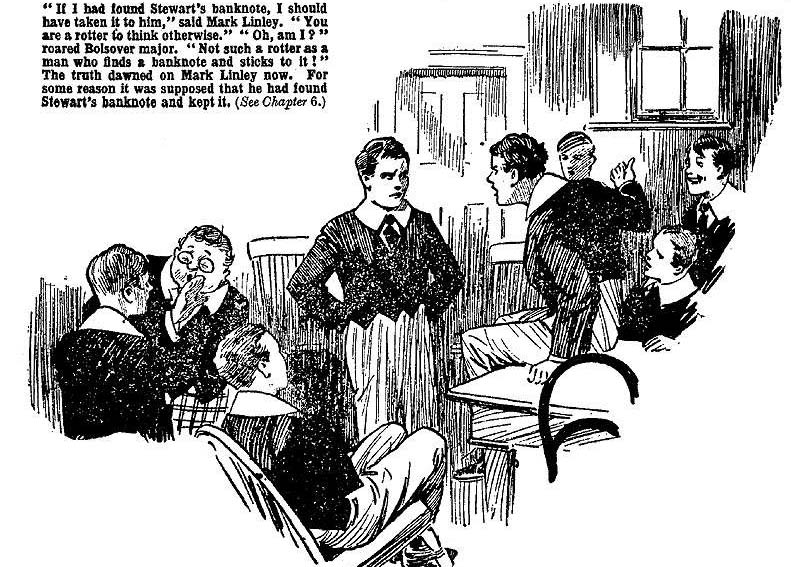 "If I had found Stewart's banknote, I should
have taken it to him," said Mark Linley. "You
are a rotter to think otherwise." "Oh, am I?"
roared Bolsover major. "Not such a rotter as a
man who finds a banknote and sticks to it!"
The truth dawned on Mark Linley now. For
some reason it was supposed that he had found
Stewart's banknote and kept it. (See Chapter 6.)